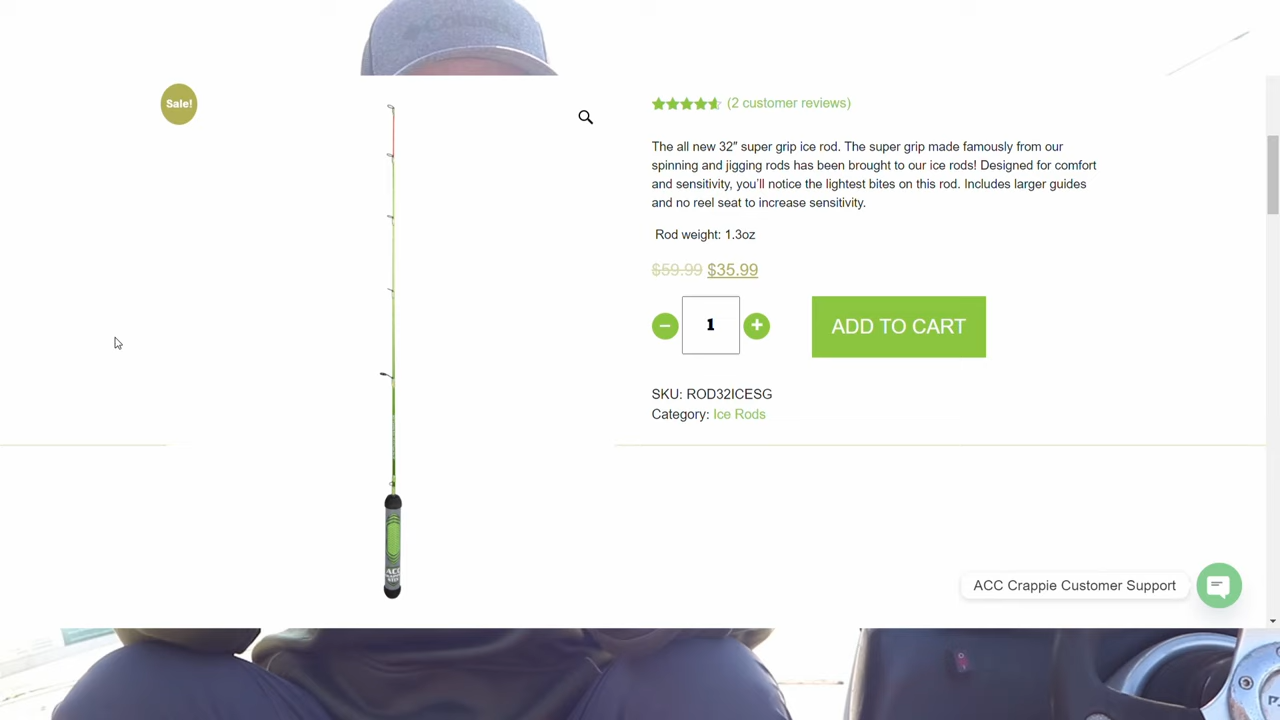 Columbia
Sale!
(2 customer reviews)
The all new 32″ super grip ice rod. The super grip made famously from our
spinning and jigging rods has been brought to our ice rods! Designed for comfort
and sensitivity, you’ll notice the lightest bites on this rod. Includes larger guides
and no reel seat to increase sensitivity.
Rod weight: 1.3oz
$59.99 $35.99
1
ADD TO CART
SKU: ROD32ICESG
Category: Ice Rods
ACC
ACC Crappie Customer Support